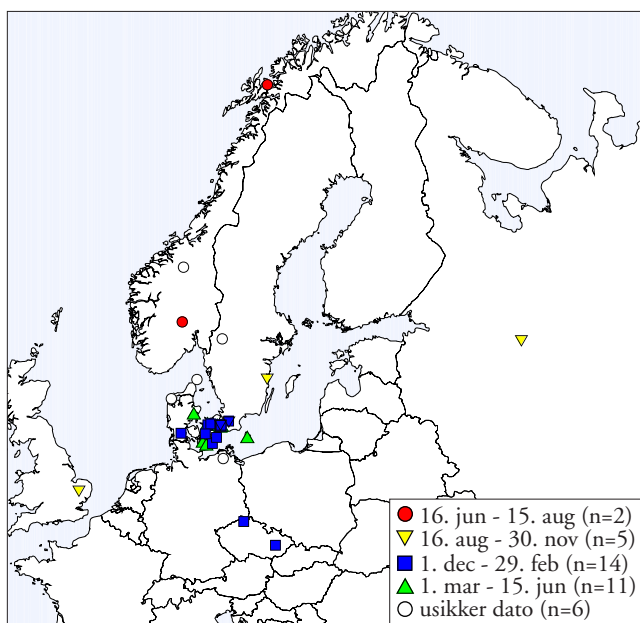 16. jun - 15. aug (n=2)
16. aug - 30. nov (n=5)
1. dec - 29. feb (n=14)
1. mar - 15. jun (n=11)
usikker dato (n=6)